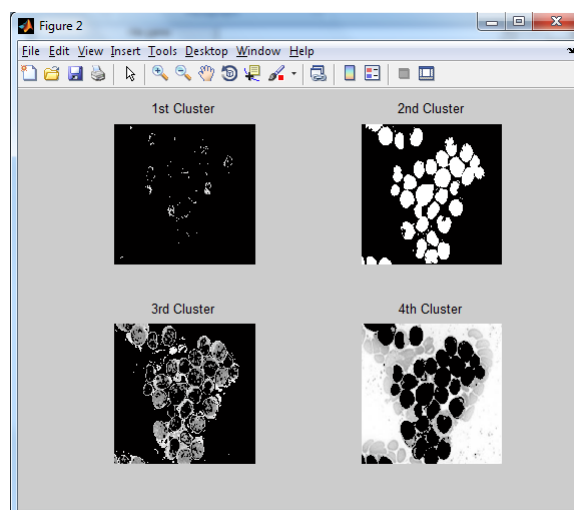 Figure 2
File Edit View Insert Tools Desktop Window Help
1st Cluster
2nd Cluster
3rd Cluster
4th Cluster